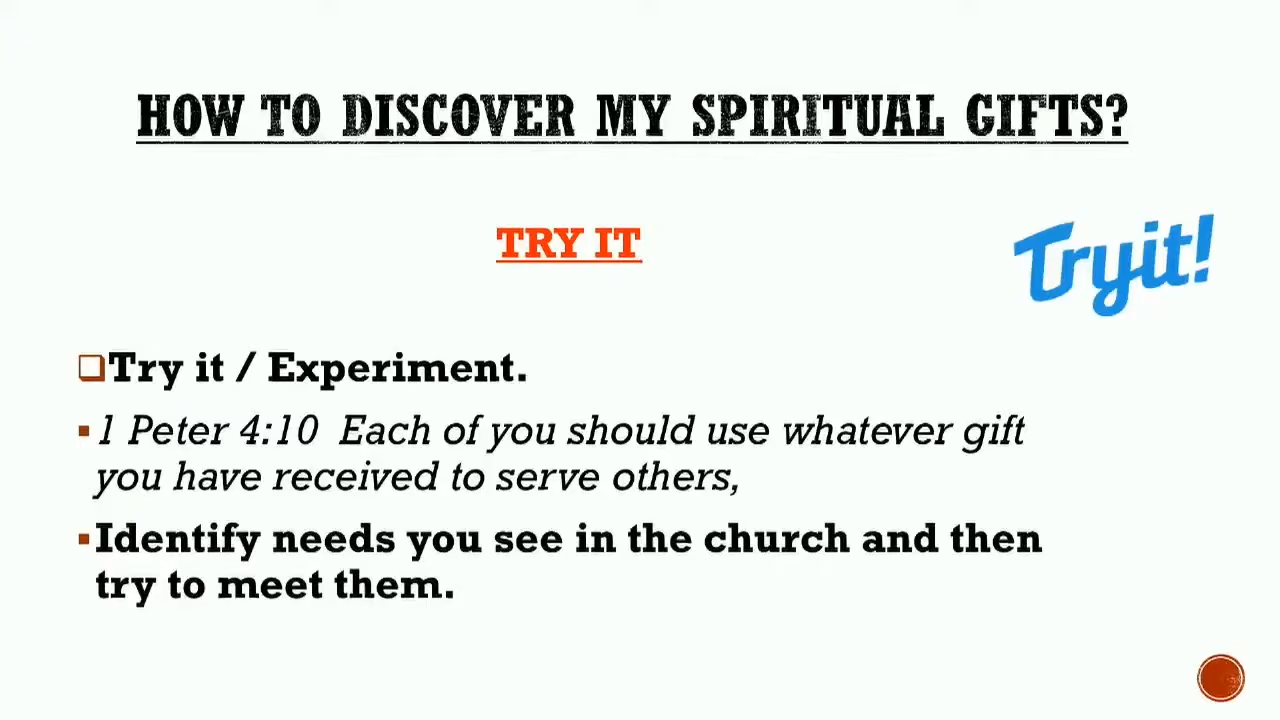 HOW TO DISCOVER MY SPIRITUAL GIFTS?
TRY IT
Tryit!
Try it / Experiment.
1 Peter 4:10 Each of you should use whatever gift
you have received to serve others,
Identify needs you see in the church and then
try to meet them.